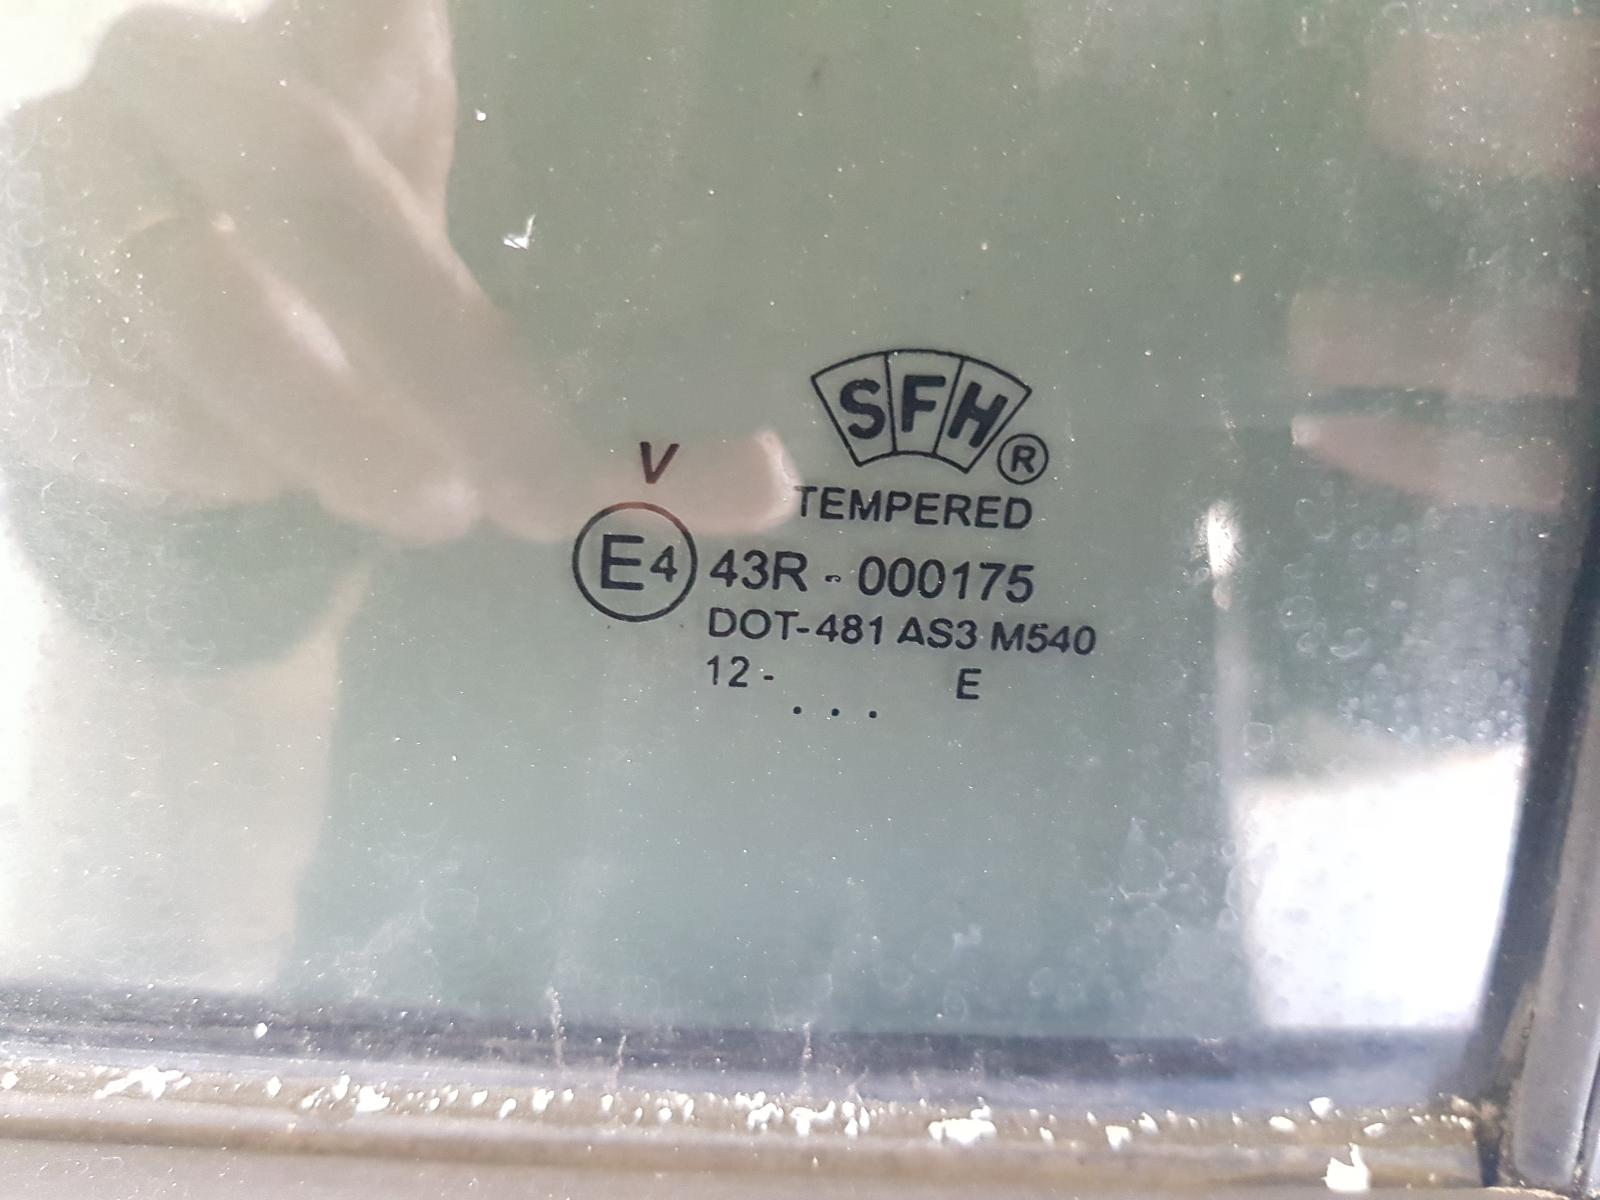 SFH ®
TEMPERED
V
E4 43R - 000175
DOT-481 AS3 M540
12 - E
. . .